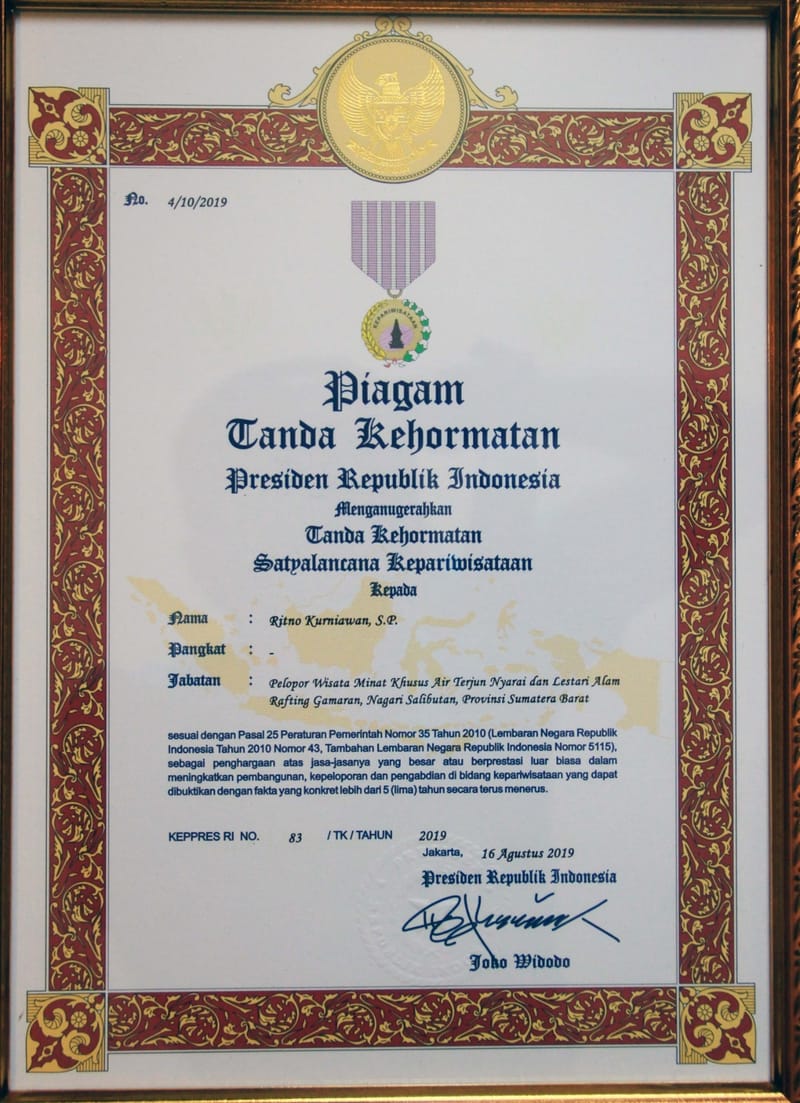 No. 4/10/2019
KEPARIWISATAAN
Piagam
Tanda Kehormatan
Presiden Republik Indonesia
Menganugerahkan
Tanda Kehormatan
Satyalancana Kepariwisataan
Kepada
Nama : Ritno Kurniawan, S.P.
Pangkat : -
Jabatan : Pelopor Wisata Minat Khusus Air Terjun Nyarai dan Lestari Alam
Rafting Gamaran, Nagari Salibutan, Provinsi Sumatera Barat
sesuai dengan Pasal 25 Peraturan Pemerintah Nomor 35 Tahun 2010 (Lembaran Negara Republik
Indonesia Tahun 2010 Nomor 43, Tambahan Lembaran Negara Republik Indonesia Nomor 5115),
sebagai penghargaan atas jasa-jasanya yang besar atau berprestasi luar biasa dalam
meningkatkan pembangunan, kepeloporan dan pengabdian di bidang kepariwisataan yang dapat
dibuktikan dengan fakta yang konkret lebih dari 5 (lima) tahun secara terus menerus.
KEPPRES RI NO. 83 / TK / TAHUN 2019
Jakarta, 16 Agustus 2019
Presiden Republik Indonesia
Joko Widodo